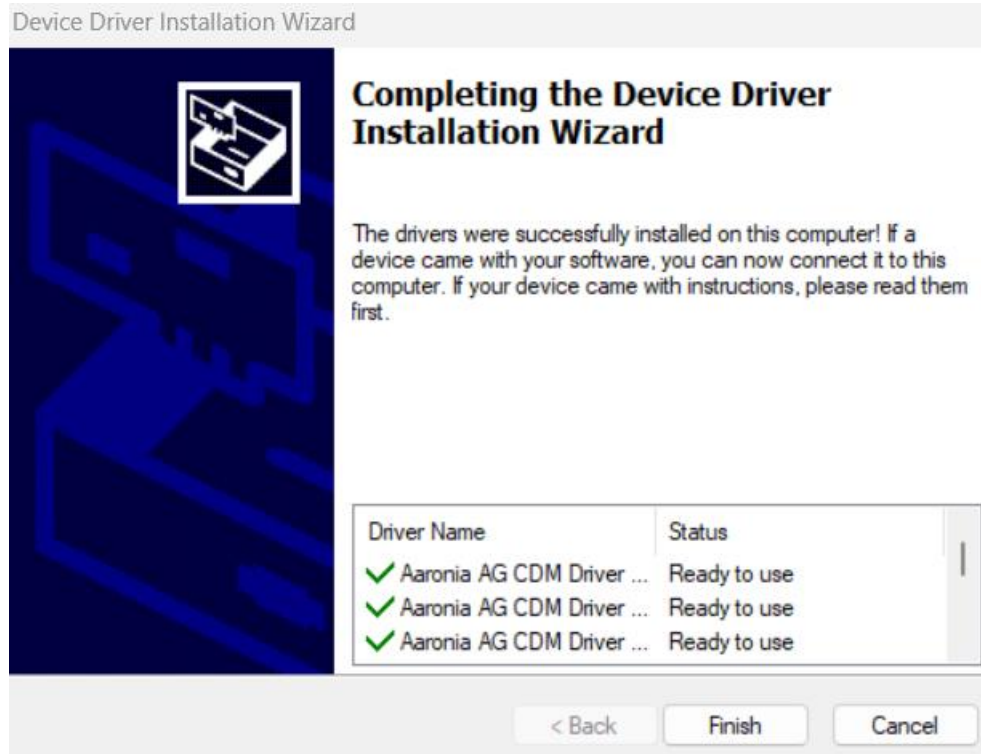 Device Driver Installation Wizard
Completing the Device Driver
Installation Wizard
The drivers were successfully installed on this computer! If a
device came with your software, you can now connect it to this
computer. If your device came with instructions, please read them
first.
Driver Name Status
Aaronia AG CDM Driver ... Ready to use
Aaronia AG CDM Driver ... Ready to use
Aaronia AG CDM Driver ... Ready to use
< Back Finish Cancel